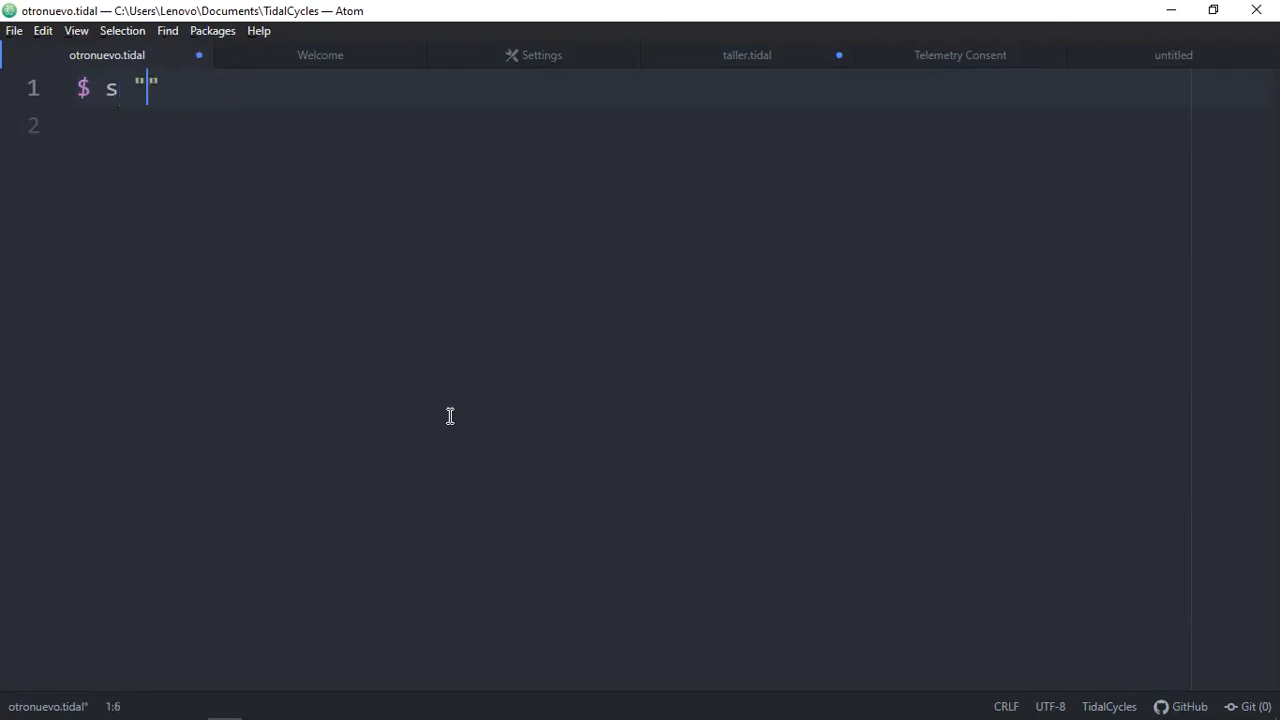 otronuevo.tidal — C:\Users\Lenovo\Documents\TidalCycles — Atom
File Edit View Selection Find Packages Help
otronuevo.tidal Welcome Settings taller.tidal Telemetry Consent untitled
1 $ s ""
2
otronuevo.tidal* 1:6 CRLF UTF-8 TidalCycles GitHub Git (0)